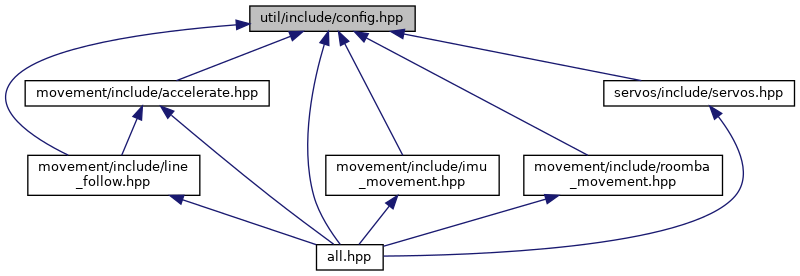 util/include/config.hpp
movement/include/accelerate.hpp
servos/include/servos.hpp
movement/include/line
_follow.hpp
movement/include/imu
_movement.hpp
movement/include/roomba
_movement.hpp
all.hpp